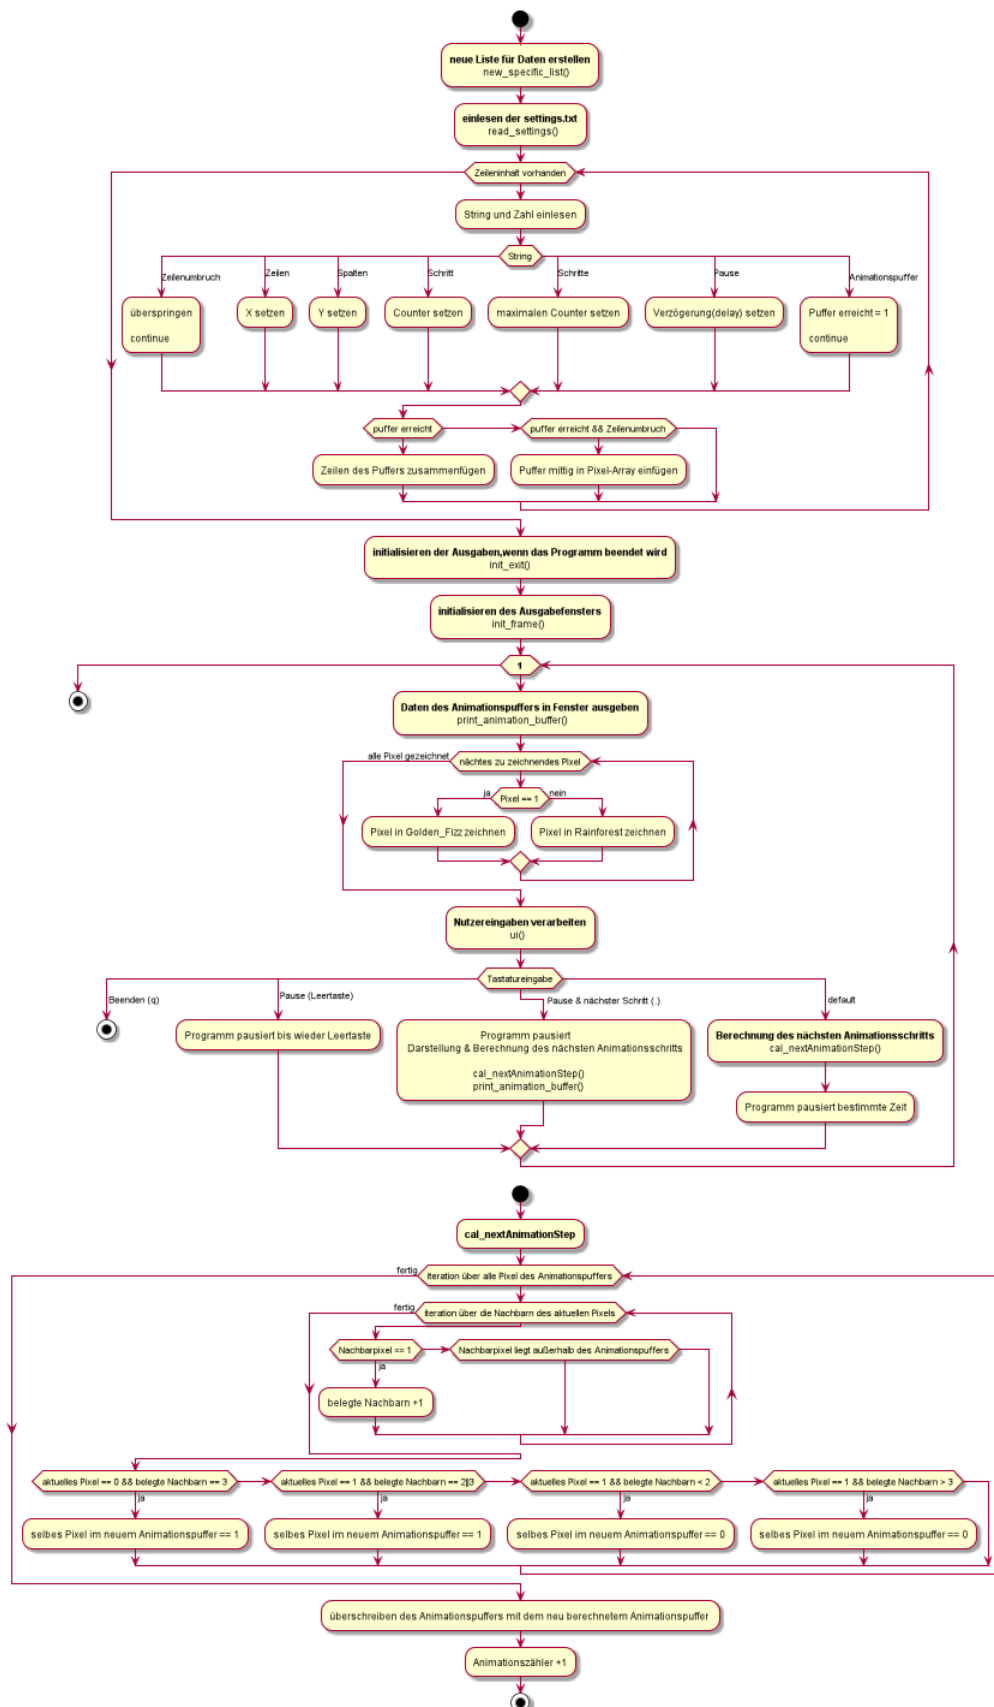 neue Liste für Daten erstellen
new_specific_list()
einlesen der settings.txt
read_settings()
Zeileninhalt vorhanden
String und Zahl einlesen
String
Zeilenumbruch
Zeilen
Spalten
Schritt
Schritte
Pause
Animationspuffer
überspringen
continue
X setzen
Y setzen
Counter setzen
maximalen Counter setzen
Verzögerung(delay) setzen
Puffer erreicht = 1
continue
puffer erreicht
puffer erreicht && Zeilenumbruch
Zeilen des Puffers zusammenfügen
Puffer mittig in Pixel-Array einfügen
initialisieren der Ausgaben,wenn das Programm beendet wird
init_exit()
initialisieren des Ausgabefensters
init_frame()
1
Daten des Animationspuffers in Fenster ausgeben
print_animation_buffer()
alle Pixel gezeichnet
nächtes zu zeichnendes Pixel
ja
Pixel == 1
nein
Pixel in Golden_Fizz zeichnen
Pixel in Rainforest zeichnen
Nutzereingaben verarbeiten
ui()
Tastatureingabe
Beenden (q)
Pause (Leertaste)
Pause & nächster Schritt (.)
default
Programm pausiert bis wieder Leertaste
Programm pausiert
Darstellung & Berechnung des nächsten Animationsschritts
cal_nextAnimationStep()
print_animation_buffer()
Berechnung des nächsten Animationsschritts
cal_nextAnimationStep()
Programm pausiert bestimmte Zeit
cal_nextAnimationStep
fertig
iteration über alle Pixel des Animationspuffers
fertig
iteration über die Nachbarn des aktuellen Pixels
Nachbarpixel == 1
Nachbarpixel liegt außerhalb des Animationspuffers
ja
belegte Nachbarn +1
aktuelles Pixel == 0 && belegte Nachbarn == 3
aktuelles Pixel == 1 && belegte Nachbarn == 2||3
aktuelles Pixel == 1 && belegte Nachbarn < 2
aktuelles Pixel == 1 && belegte Nachbarn > 3
ja
ja
ja
ja
selbes Pixel im neuem Animationspuffer == 1
selbes Pixel im neuem Animationspuffer == 1
selbes Pixel im neuem Animationspuffer == 0
selbes Pixel im neuem Animationspuffer == 0
überschreiben des Animationspuffers mit dem neu berechnetem Animationspuffer
Animationszähler +1